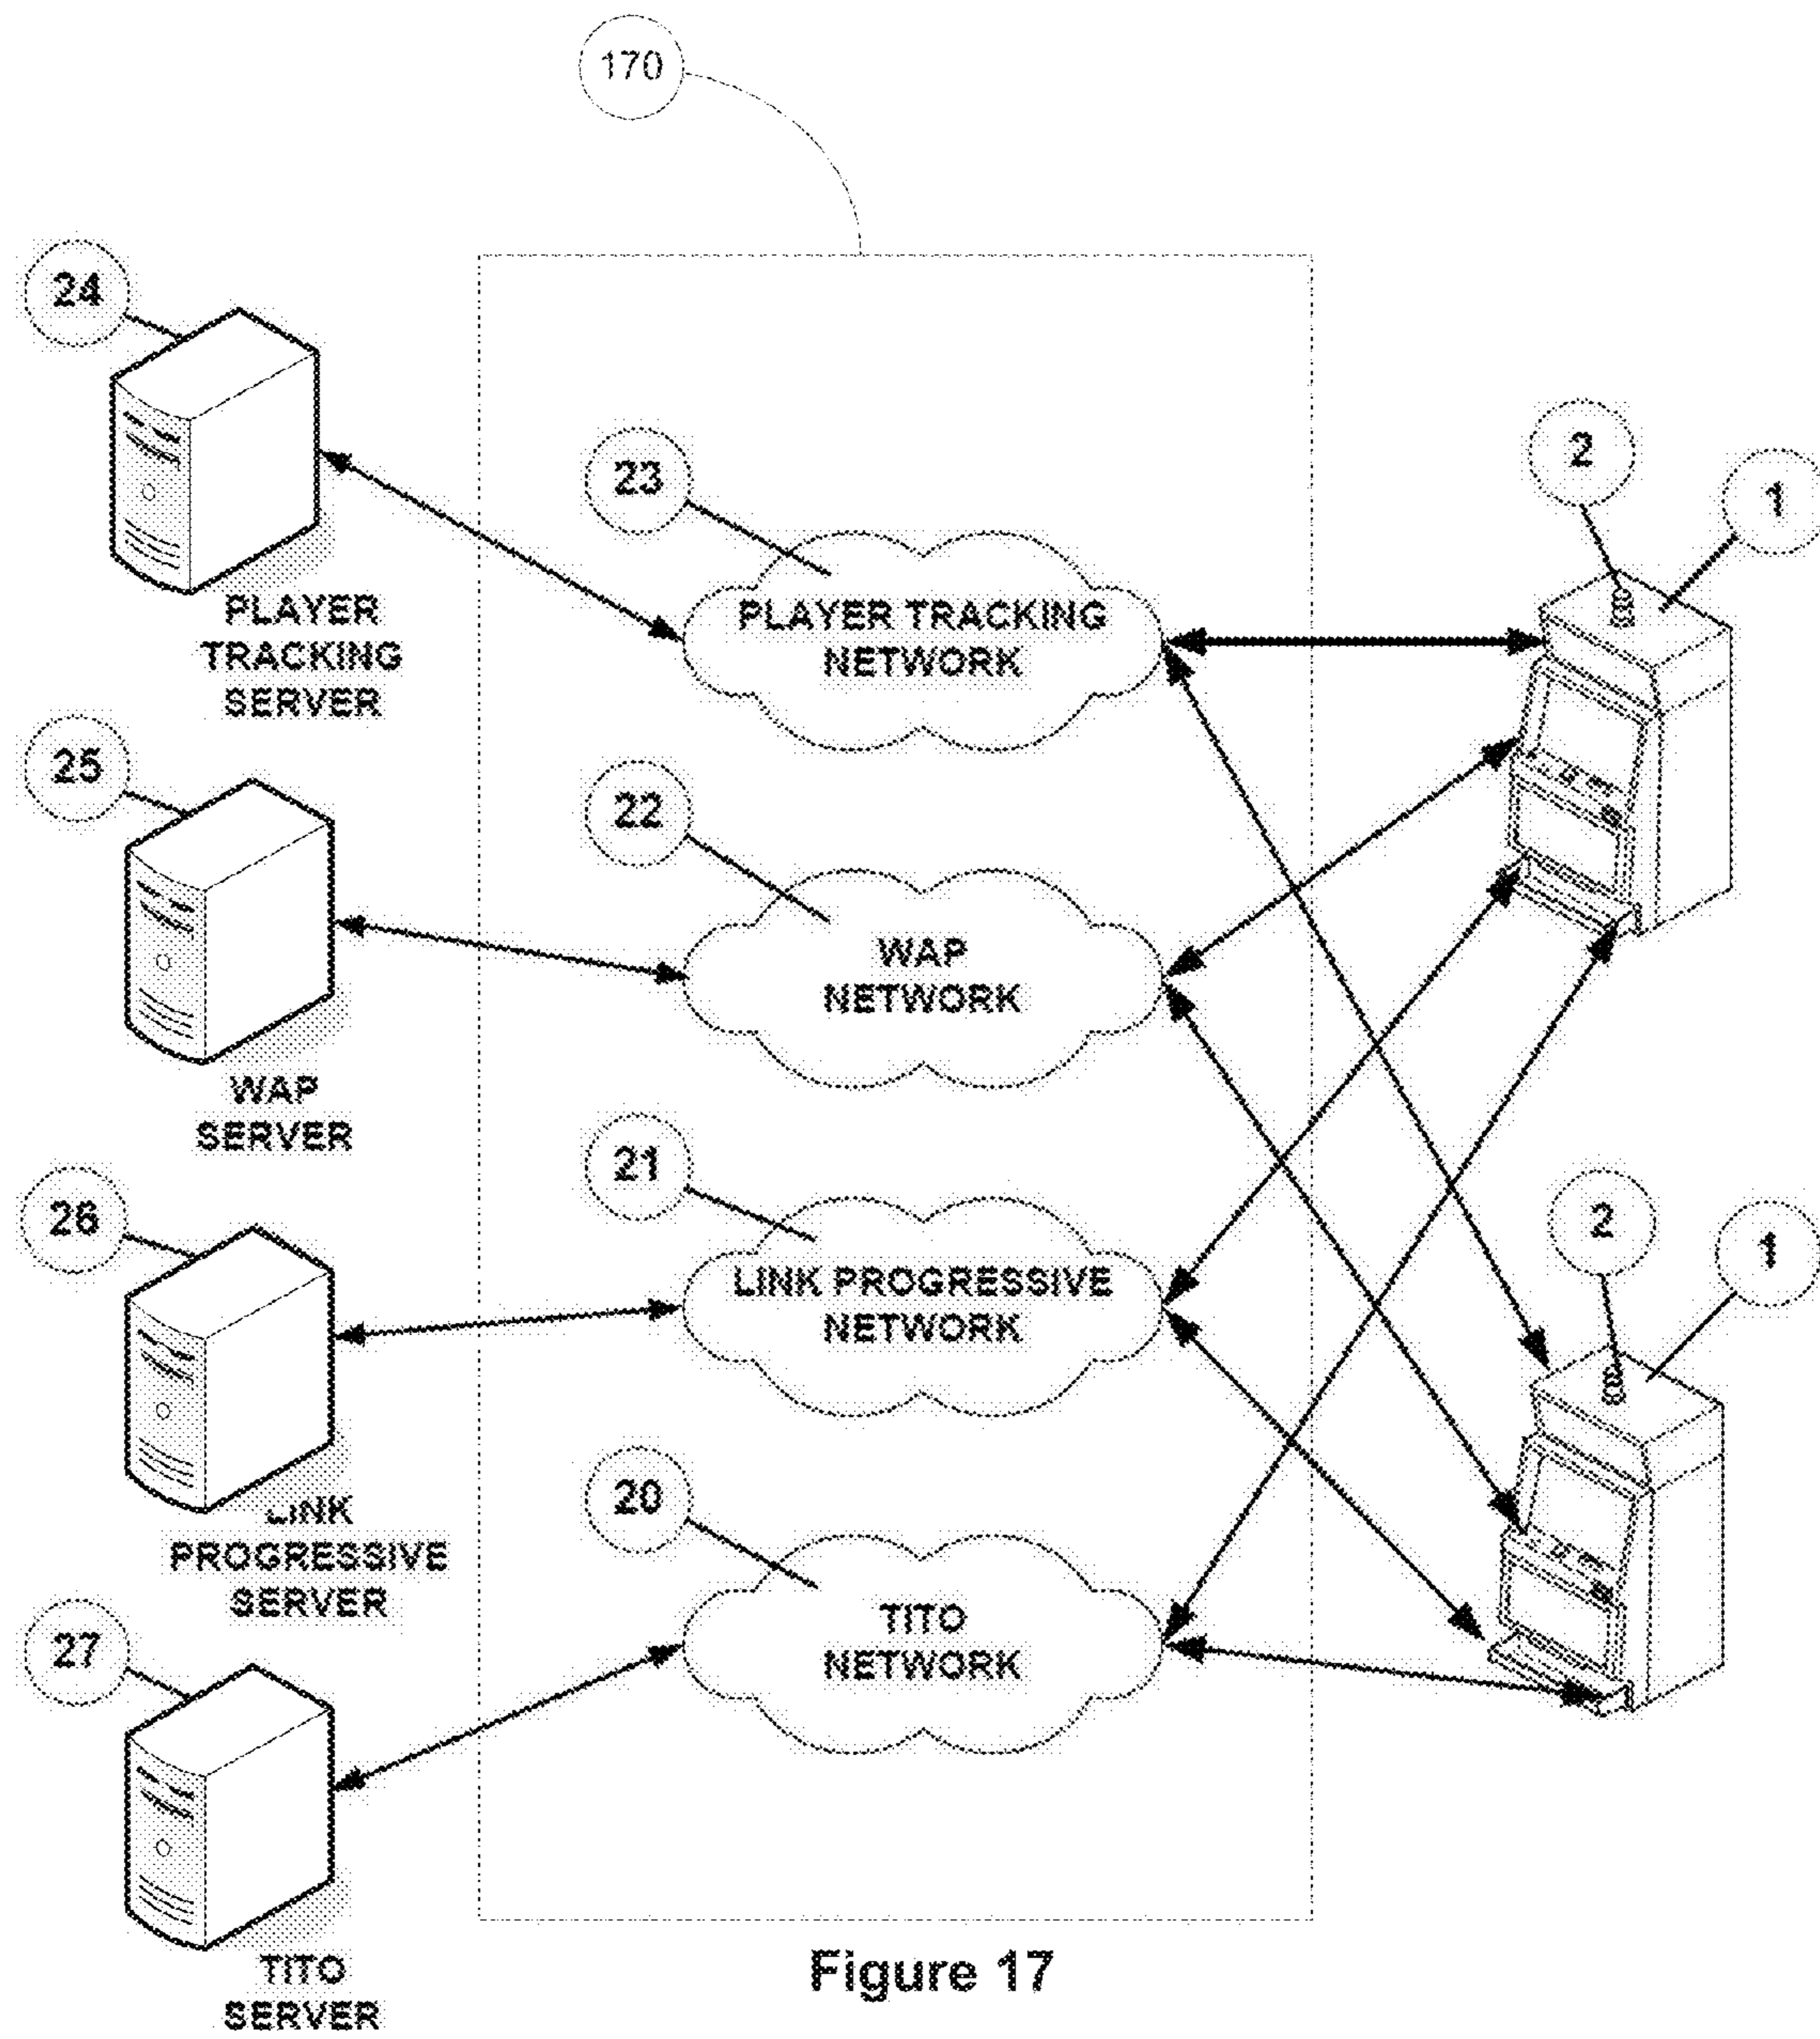 170
24
PLAYER
TRACKING
SERVER
23
PLAYER TRACKING
NETWORK
2
1
25
WAP
SERVER
22
WAP
NETWORK
26
LINK
PROGRESSIVE
SERVER
21
LINK PROGRESSIVE
NETWORK
2
1
27
TITO
SERVER
20
TITO
NETWORK
Figure 17